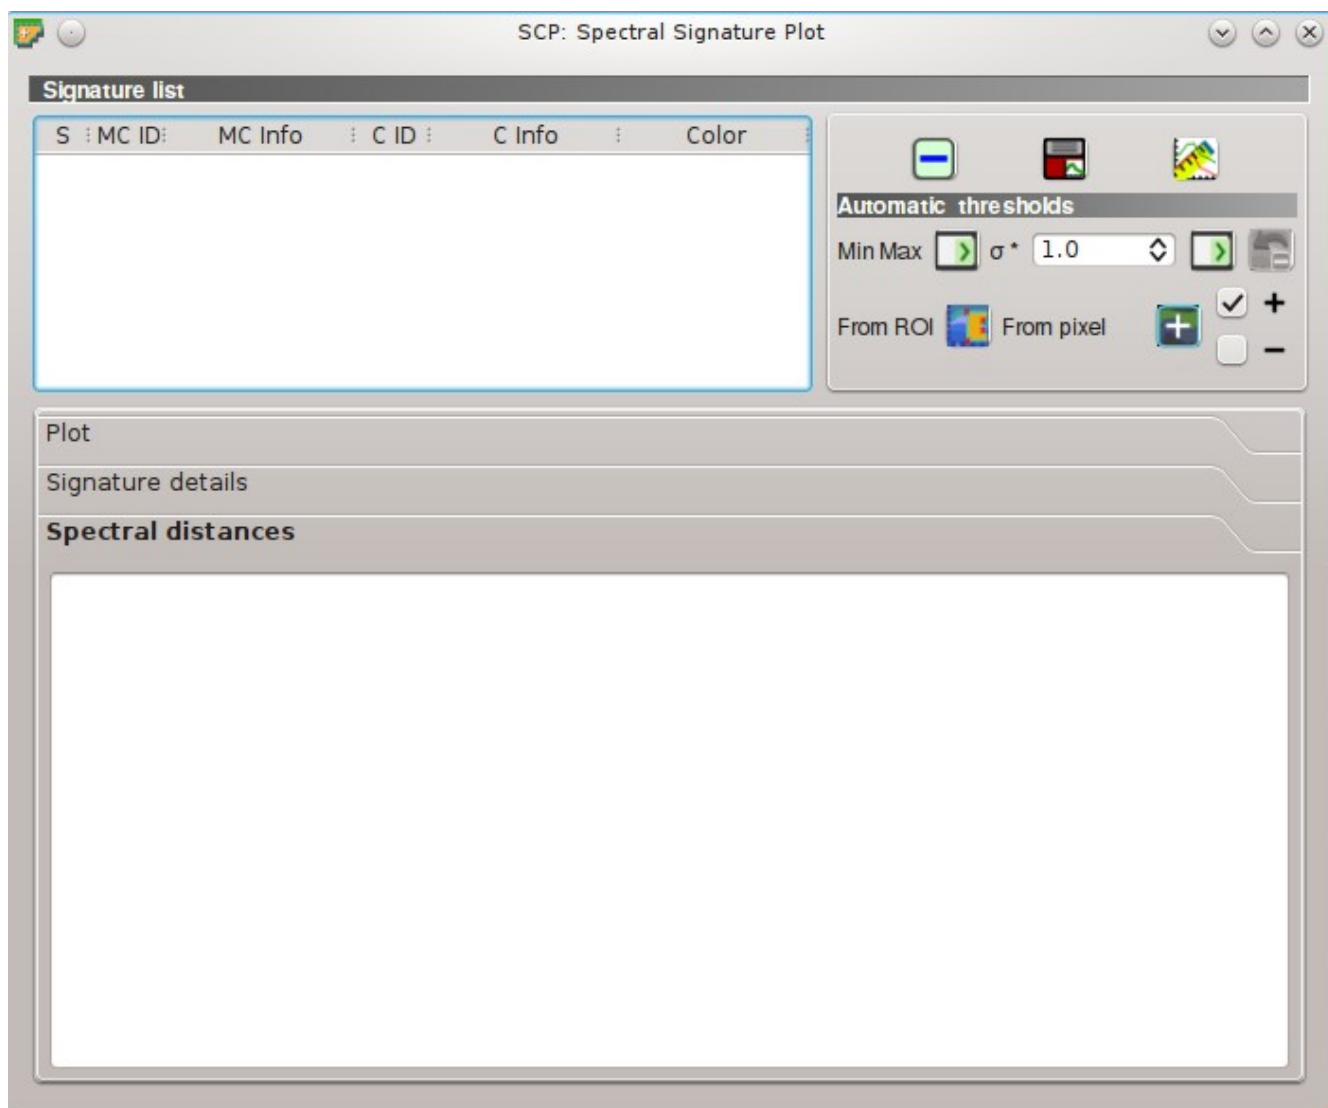 SCP: Spectral Signature Plot
Signature list
S MC ID MC Info C ID C Info Color
Automatic thresholds
Min Max σ * 1.0
From ROI From pixel +
−
Plot
Signature details
Spectral distances